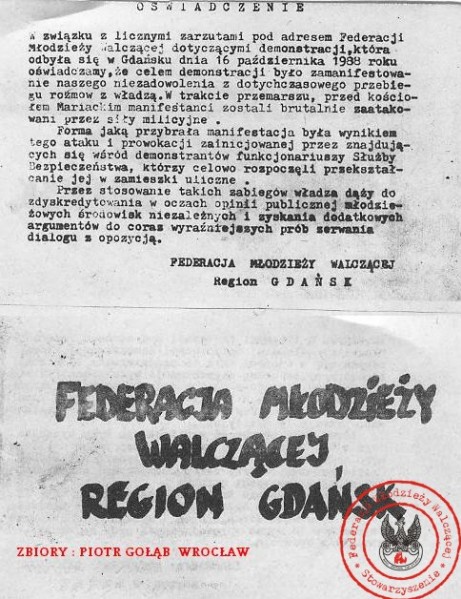 OŚWIADCZENIE
W związku z licznymi zarzutami pod adresem Federacji
Młodzieży Walczącej dotyczącymi demonstracji,która
odbyła się w Gdańsku dnia 16 października 1988 roku
oświadczamy,że celem demonstracji było zamanifestowa-
nie naszego niezadowolenia z dotychczasowego przebie-
gu rozmów z władzą.W trakcie przemarszu, przed kościo-
łem Mariackim manifestanci zostali brutalnie zaatako-
wani przez siły milicyjne .
Forma jaką przybrała manifestacja była wynikiem
tego ataku i prowokacji zainicjowanej przez znajdują-
cych się wśród demonstrantów funkcjonariuszy Służby
Bezpieczeństwa, którzy celowo rozpoczęli przekształ-
canie jej w zamieszki uliczne .
Przez stosowanie takich zabiegów władza dąży do
zdyskredytowania w oczach opinii publicznej młodzie-
żowych środowisk niezależnych i zyskania dodatkowych
argumentów do coraz wyraźniejszych prób zerwania
dialogu z opozycją.
FEDERACJA MŁODZIEŻY WALCZĄCEJ
Region GDAŃSK
FEDERACJA MŁODZIEŻY
WALCZĄCEJ
REGION GDAŃSK
ZBIORY : PIOTR GOŁĄB WROCŁAW
Federacja Młodzieży Walczącej
Stowarzyszenie